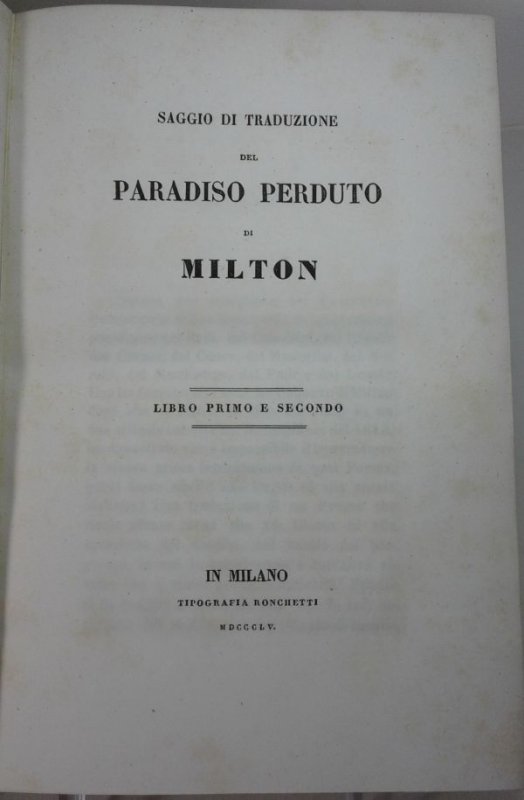 SAGGIO DI TRADUZIONE
DEL
PARADISO PERDUTO
DI
MILTON
LIBRO PRIMO E SECONDO
IN MILANO
TIPOGRAFIA RONCHETTI
MDCCCLV.